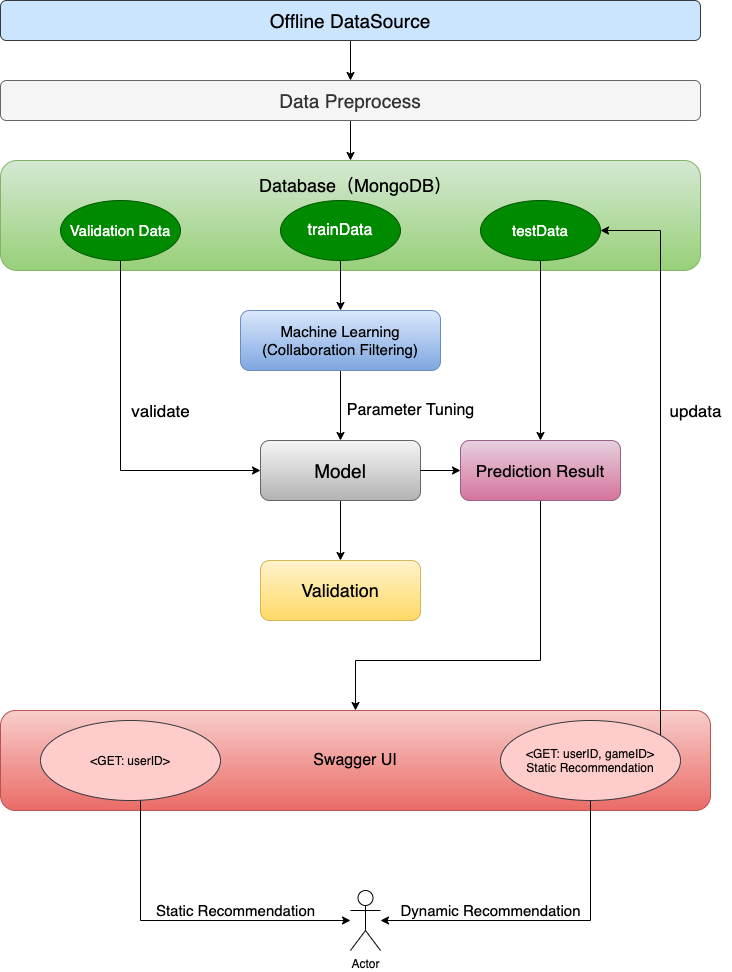 Offline DataSource
Data Preprocess
Database（MongoDB）
Validation Data
trainData
testData
Machine Learning
(Collaboration Filtering)
validate
Parameter Tuning
updata
Model
Prediction Result
Validation
<GET: userID>
Swagger UI
<GET: userID, gameID>
Static Recommendation
Static Recommendation
Dynamic Recommendation
Actor